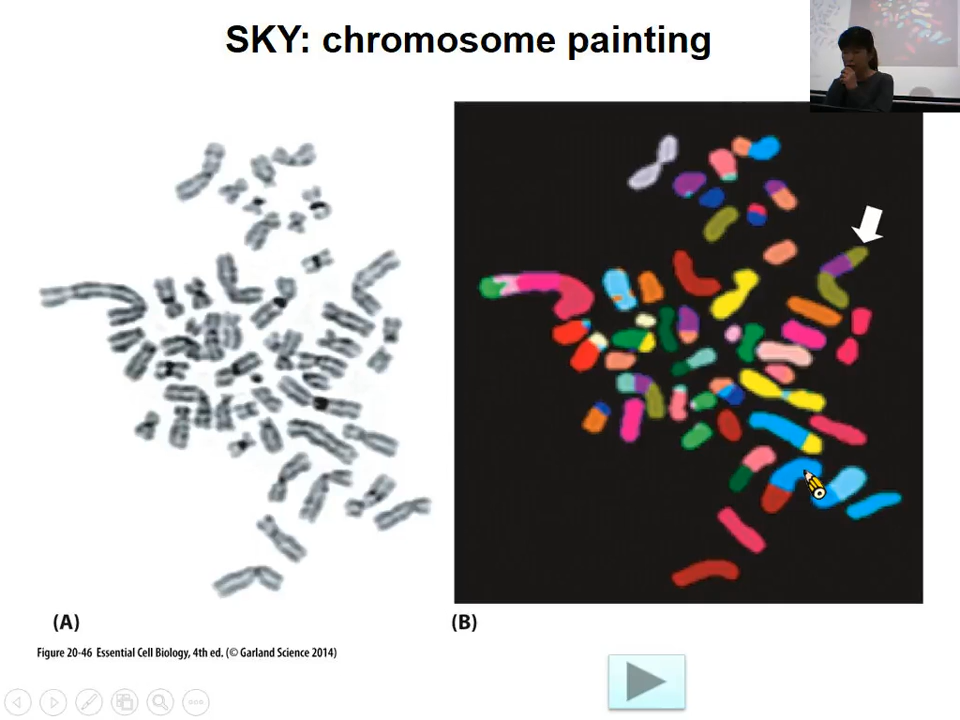 SKY: chromosome painting
(A)
(B)
Figure 20-46 Essential Cell Biology, 4th ed. (© Garland Science 2014)